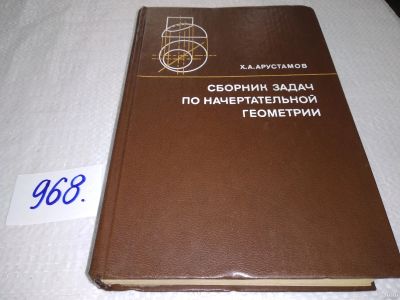 Х.А.АРУСТАМОВ
СБОРНИК ЗАДАЧ
ПО НАЧЕРТАТЕЛЬНОЙ
ГЕОМЕТРИИ
968.